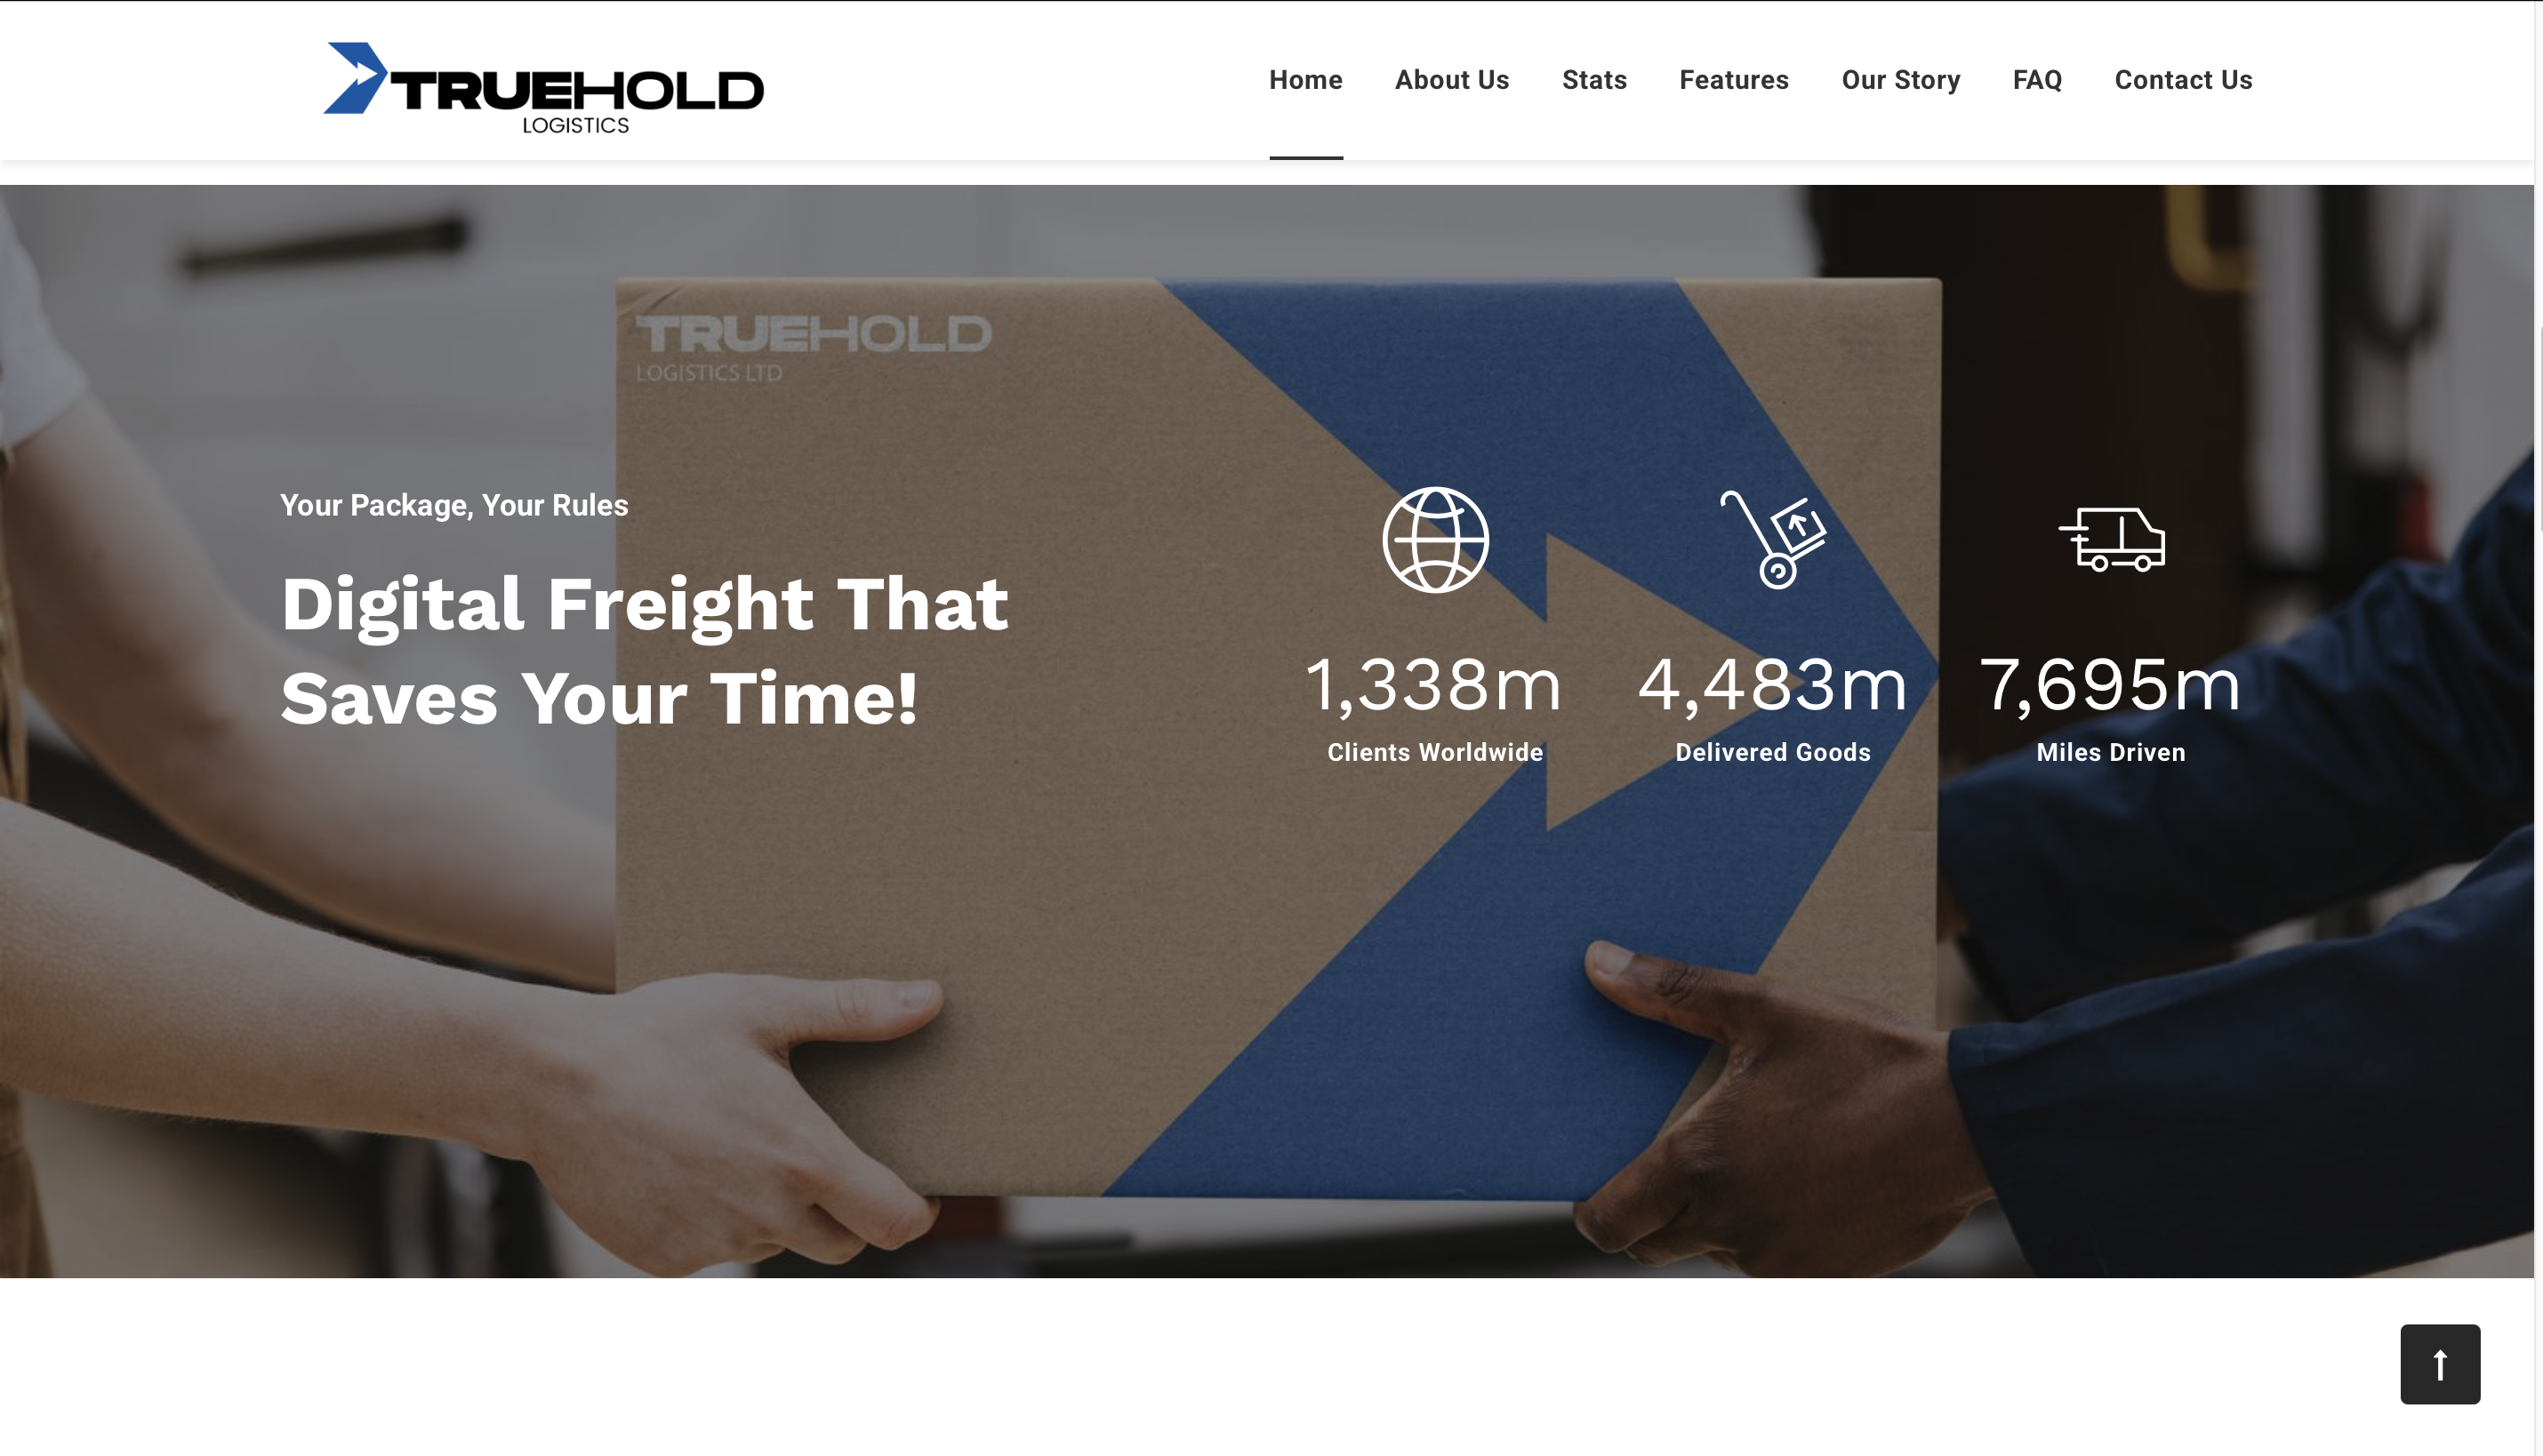 TRUEHOLD
LOGISTICS
Home About Us Stats Features Our Story FAQ Contact Us
TRUEHOLD
LOGISTICS LTD
Your Package, Your Rules
Digital Freight That
Saves Your Time!
1,338m 4,483m 7,695m
Clients Worldwide Delivered Goods Miles Driven